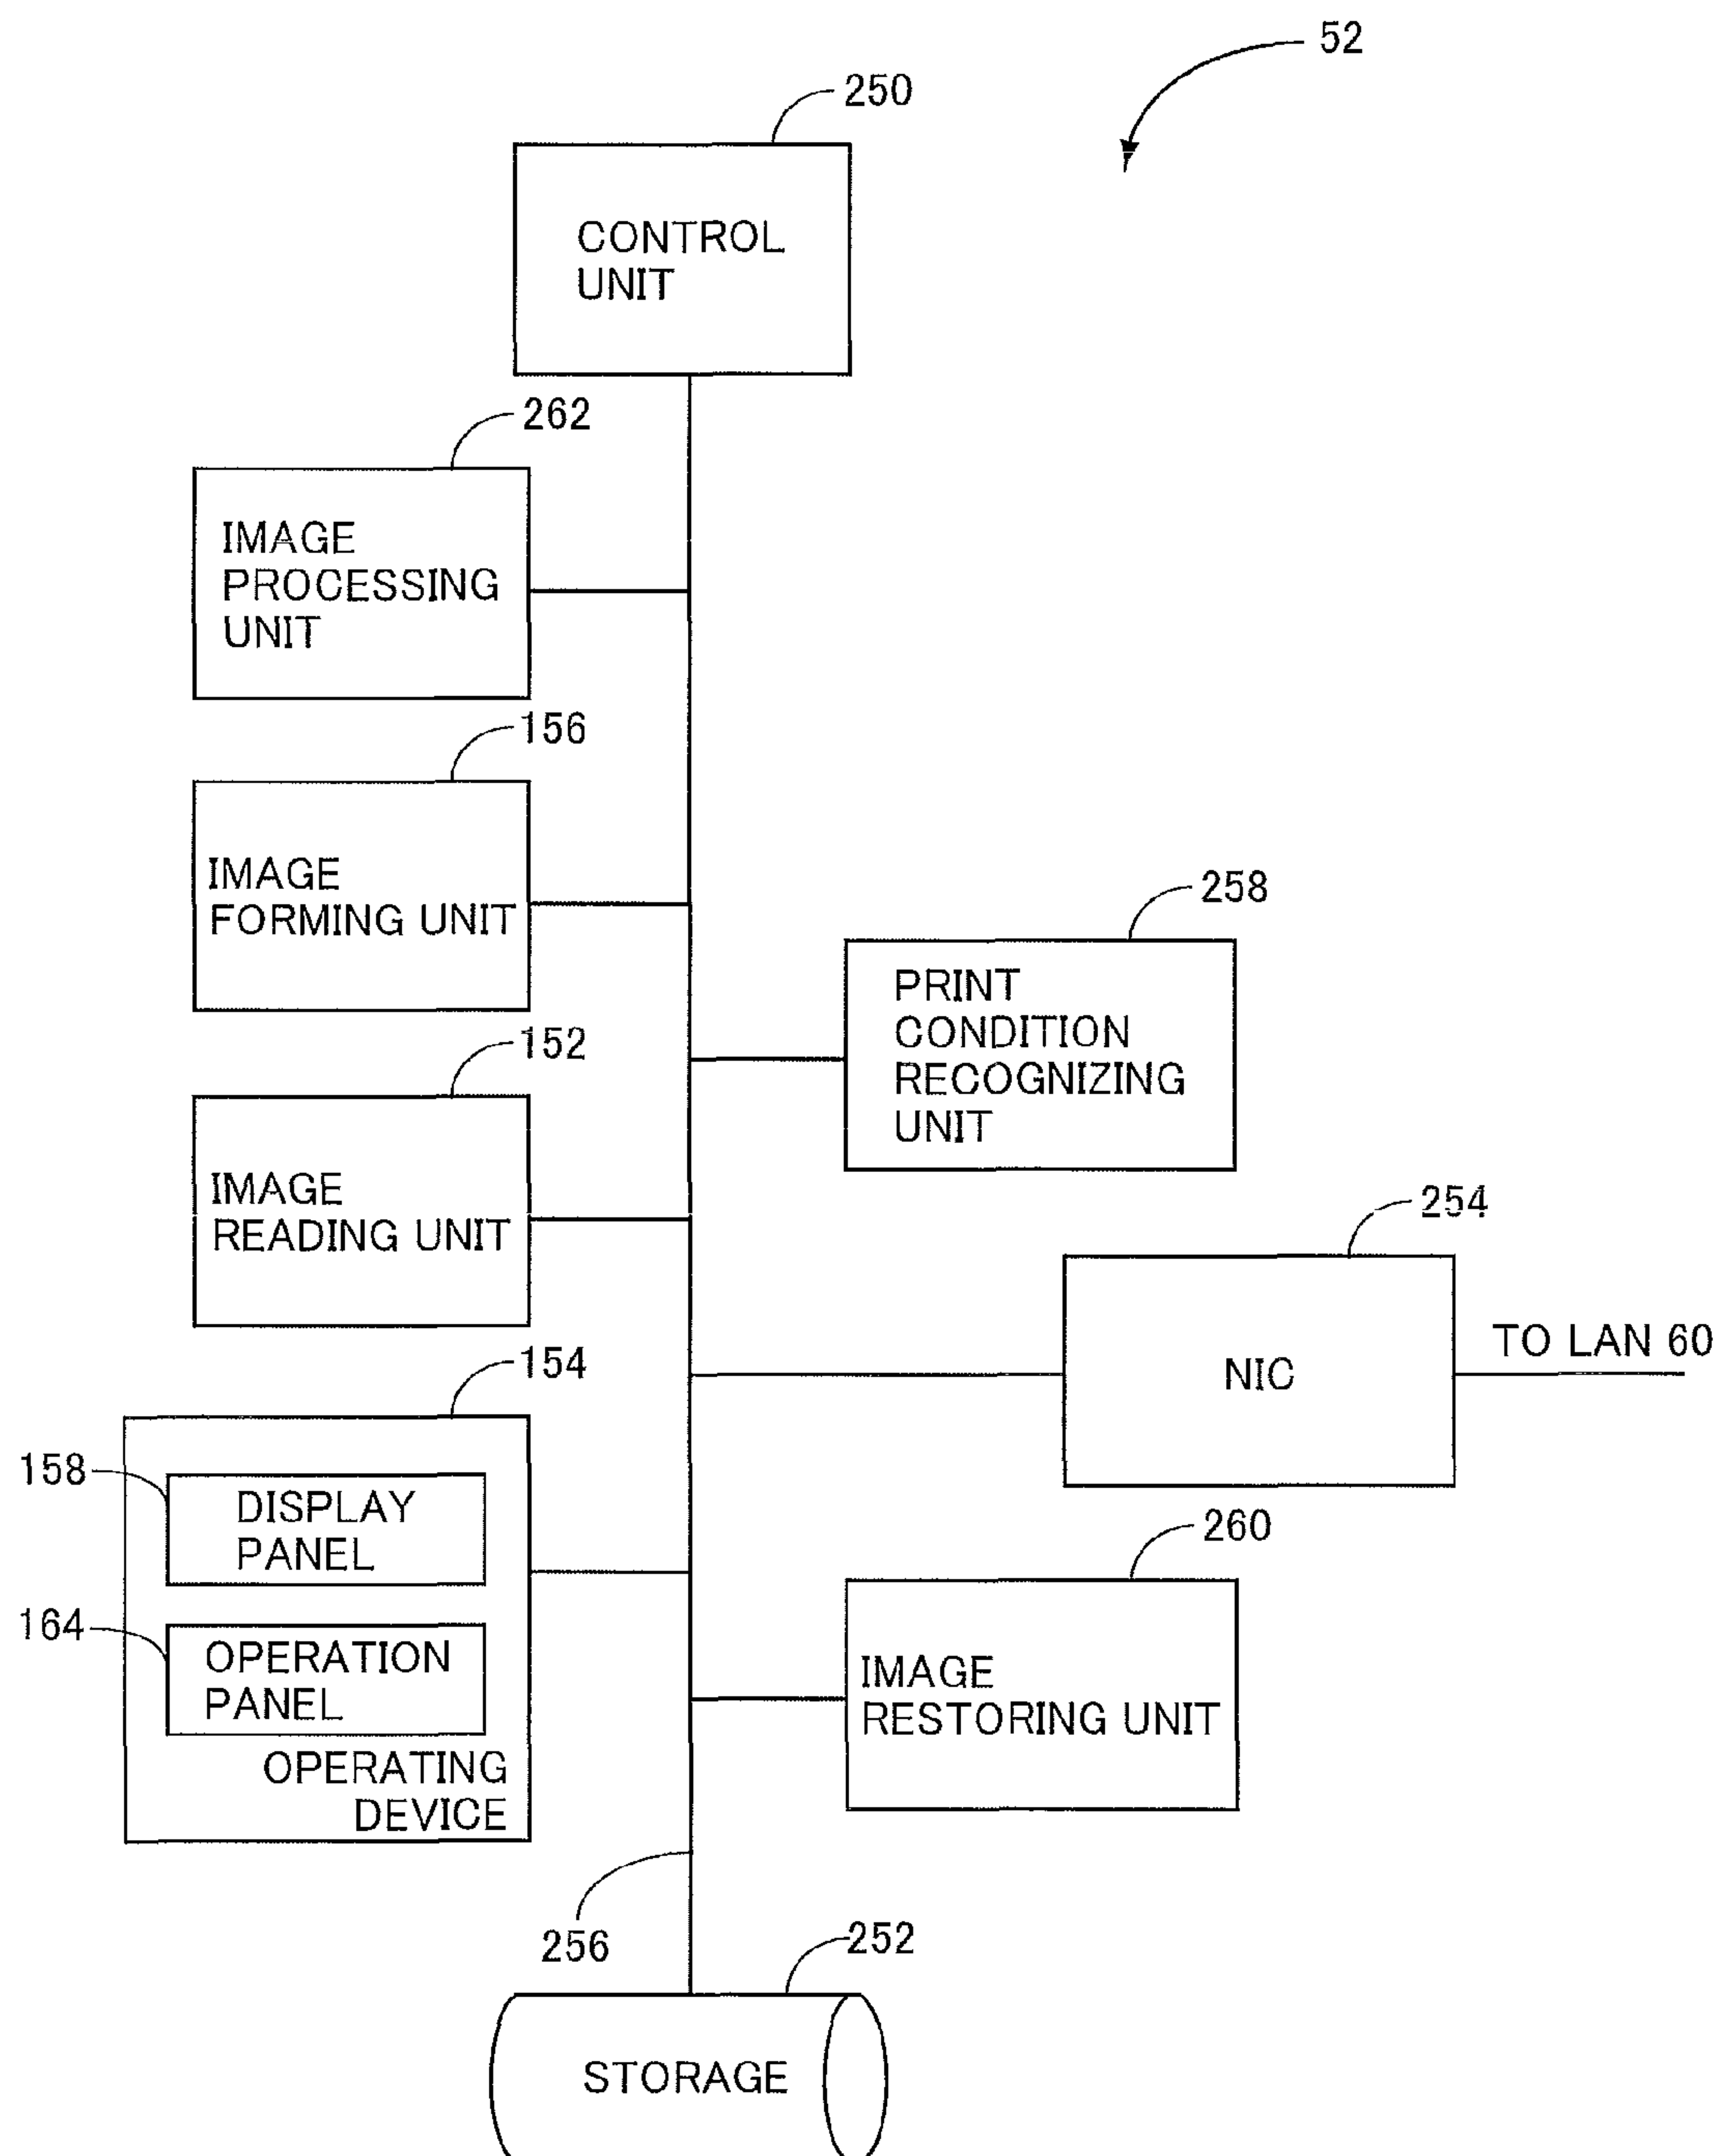 52
250
CONTROL
UNIT
262
IMAGE
PROCESSING
UNIT
156
IMAGE
FORMING UNIT
258
PRINT
CONDITION
RECOGNIZING
UNIT
152
IMAGE
READING UNIT
254
NIC
TO LAN 60
154
158
DISPLAY
PANEL
164
OPERATION
PANEL
OPERATING
DEVICE
260
IMAGE
RESTORING UNIT
256
252
STORAGE